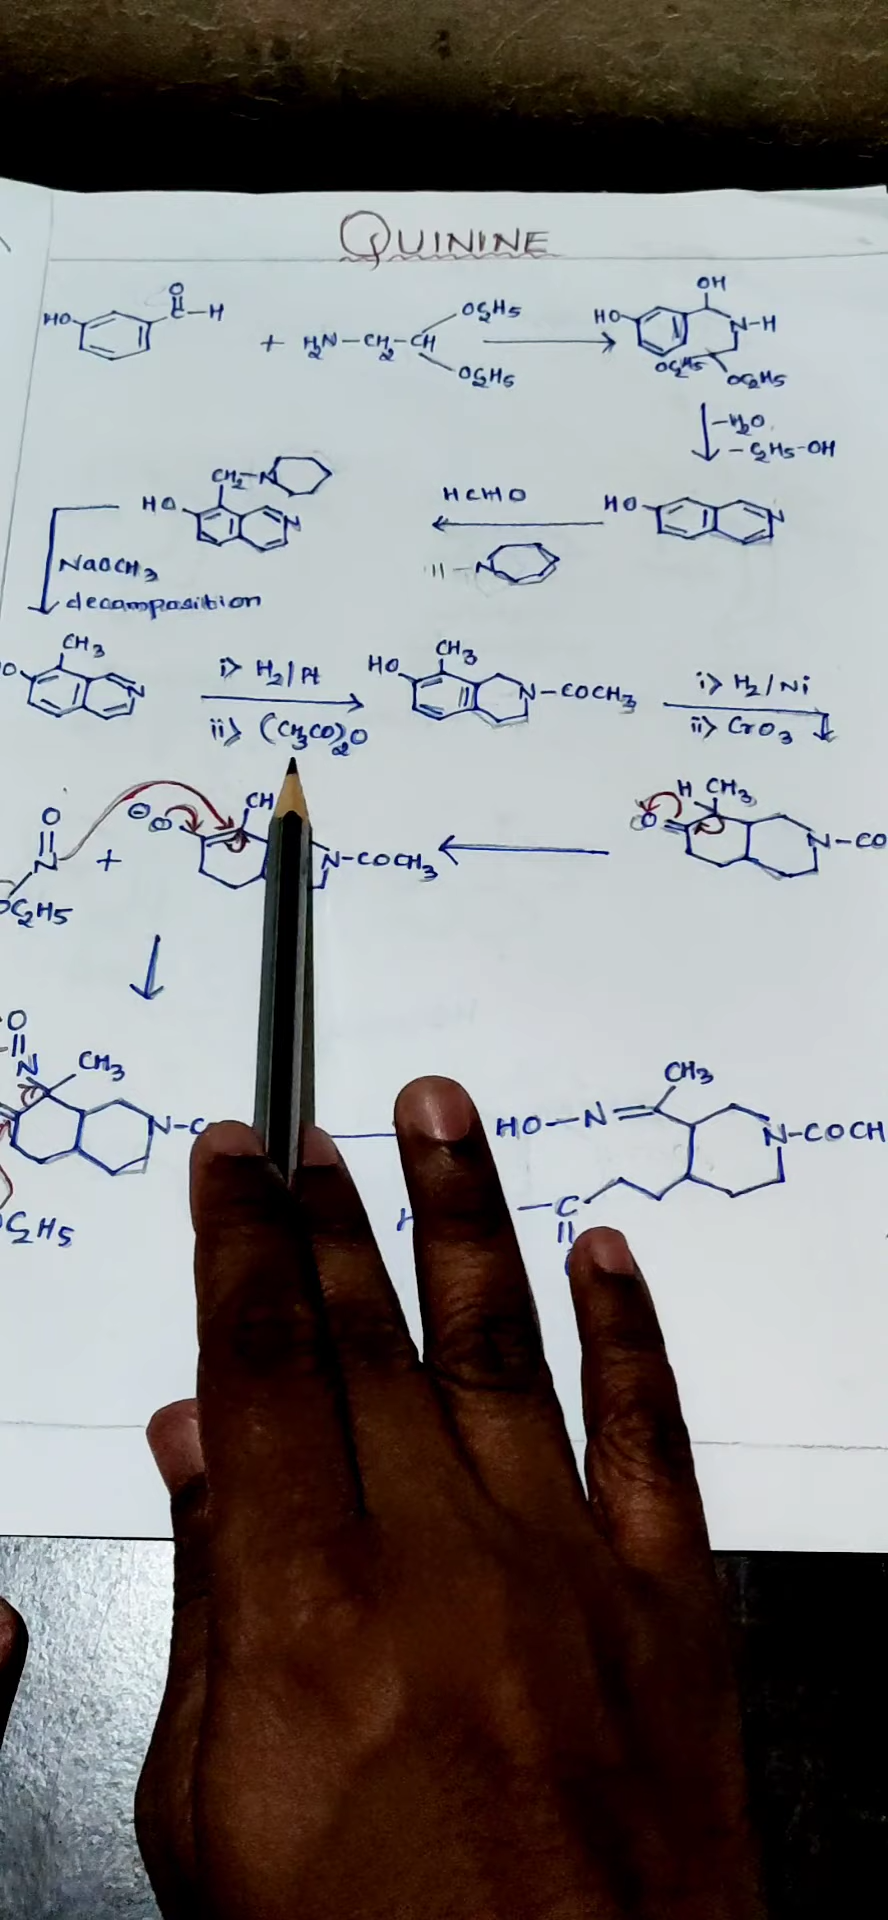 QUININE
HO O C-H + H2N-CH2-CH OC2H5 OC2H5
OH HO N-H OC2H5 OC2H5
-H2O
-C2H5-OH
CH2-N HO N HCHO HO N
H-N
NaOCH3
decomposition
CH3 O N i> H2/Pt HO CH3 N-COCH3 i> H2/Ni
ii> (CH3CO)2O ii> CrO3
O N + ⊖O CH N-COCH3 H CH3 O N-CO
OC2H5
O N CH3 N-C HO-N CH3 N-COCH
C2H5 C